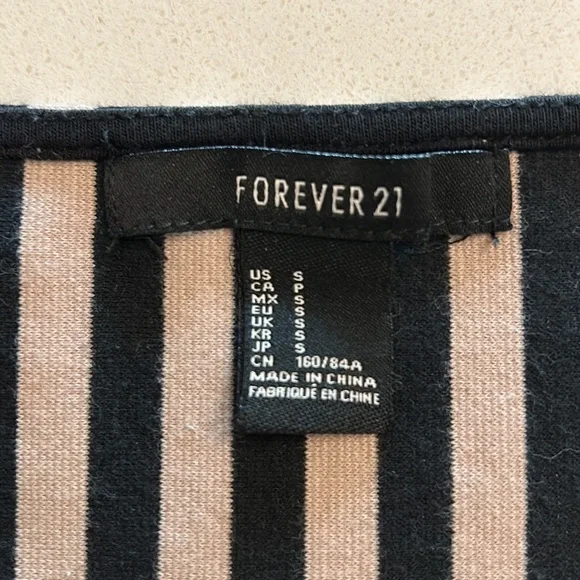 FOREVER 21
US S
CA P
MX S
EU S
UK S
KR S
JP S
CN 160/84A
MADE IN CHINA
FABRIQUÉ EN CHINE